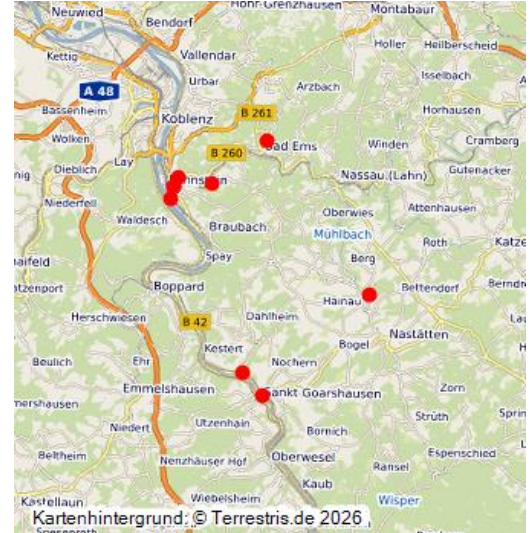 Höhr-Grenzhausen
Montabaur
Neuwied
Bendorf
Holler
Heilberscheid
Kettig
Vallendar
Isselbach
Urbar
Arzbach
A 48
Horhausen
Bassenheim
B 261
Koblenz
Cramberg
Wolken
Winden
Lay
B 260
Bad Ems
Dieblich
Gutenacker
Nassau (Lahn)
Niederfell
Attenhausen
Waldesch
Oberwies
Braubach
Mühlbach
Roth
Spay
Berg
Boppard
Bettendorf
Hainau
Herschwiesen
B 42
Dahlheim
Nastätten
Kestert
Bogel
Beulich
Ehr
Nochern
Emmelshausen
Sankt Goarshausen
Zorn
Utzenhain
Strüth
Niedert
Bornich
Espenschied
Beltheim
Nenzhäuser Hof
Oberwesel
Ransel
Kaub
Wiebelsheim
Wisper
Kastellaun
Kartenhintergrund: © Terrestris.de 2026